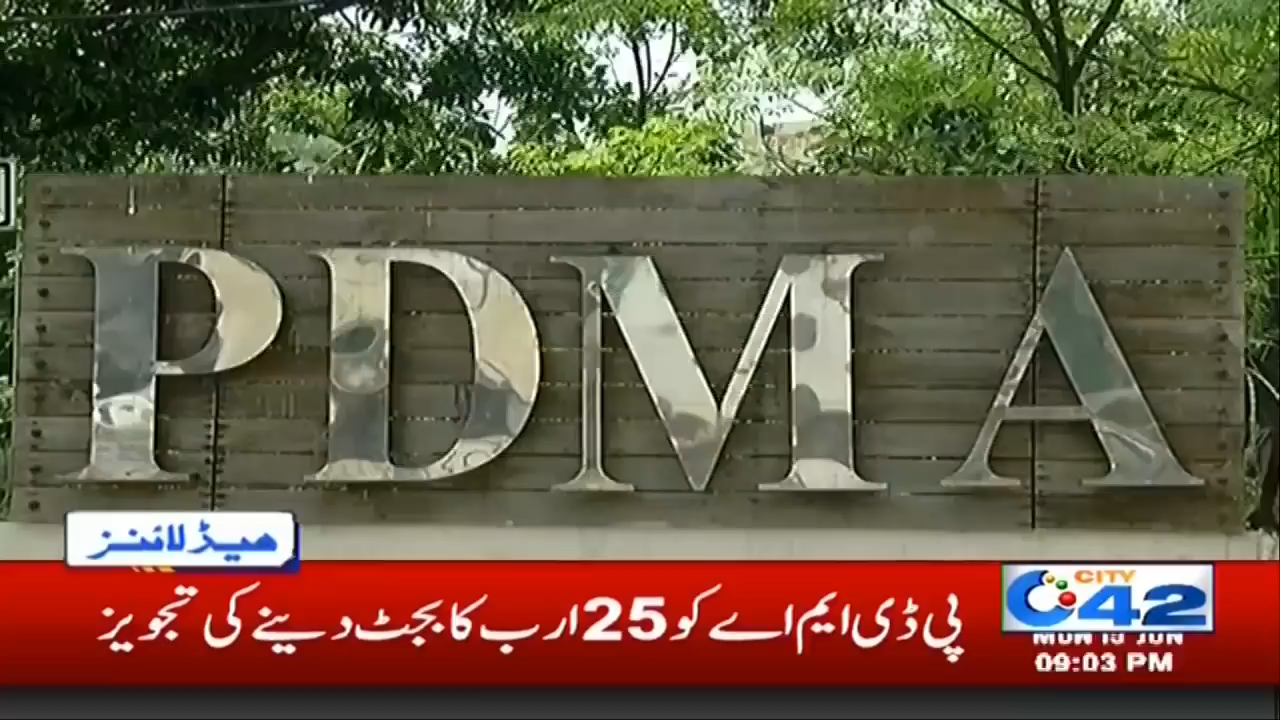 PDMA
ہیڈ لائنز
پی ڈی ایم اے کو 25 ارب کا بجٹ دینے کی تجویز
CITY
42
MON 15 JUN
09:03 PM